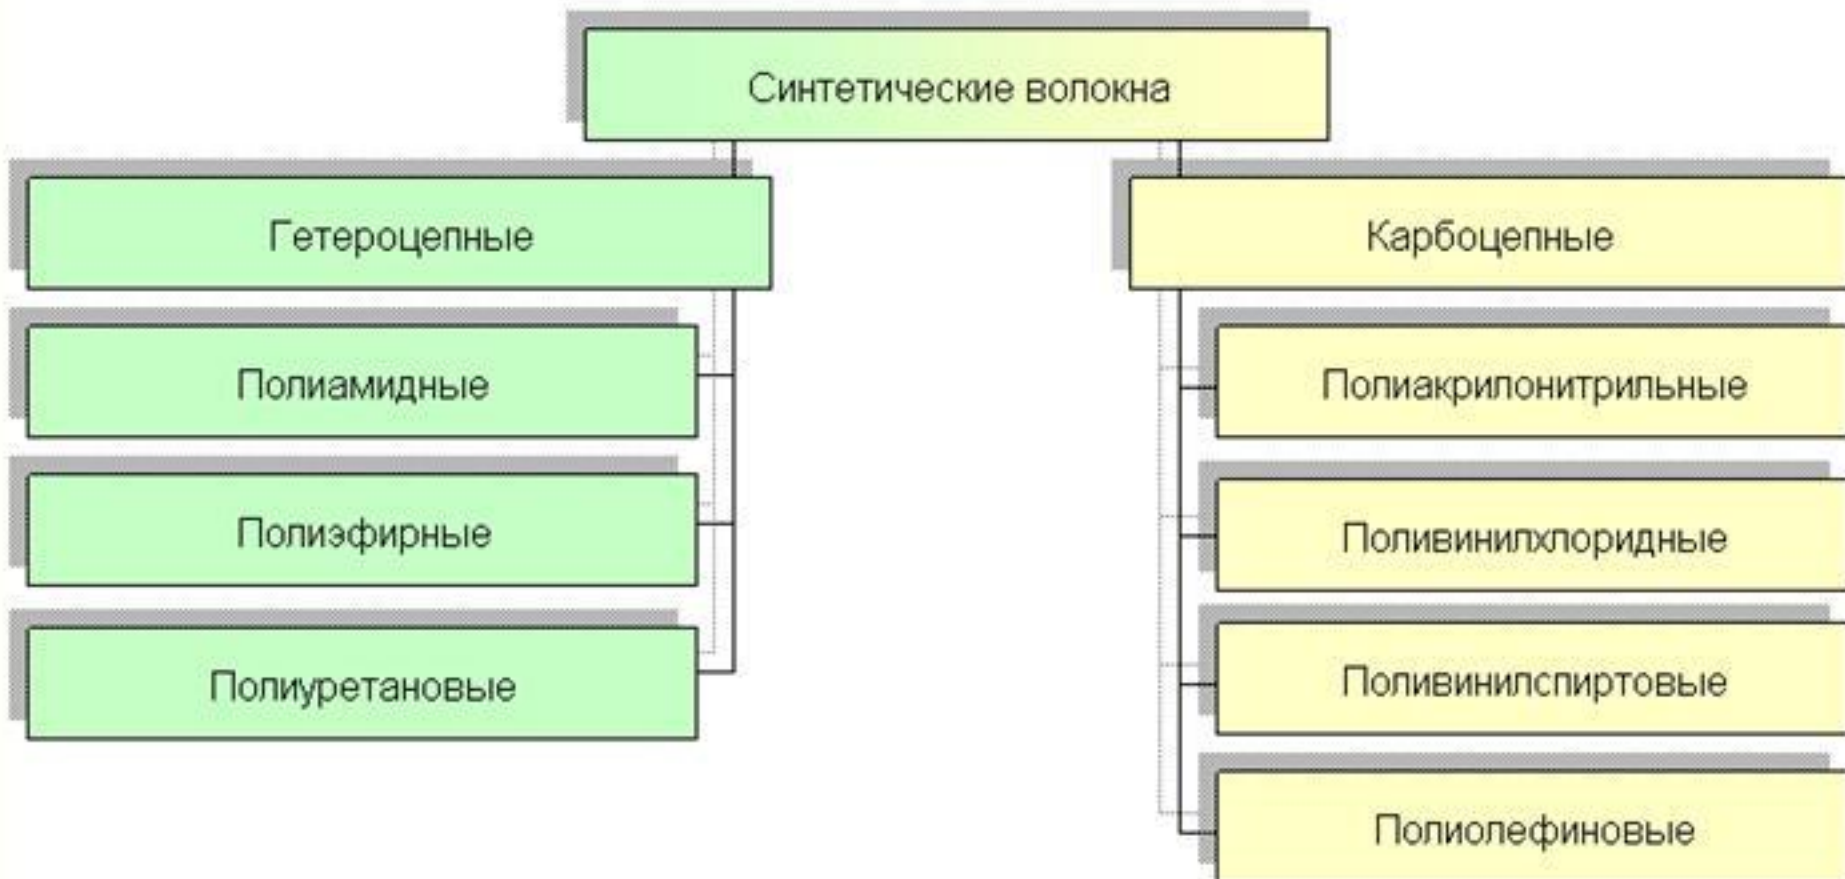 Синтетические волокна
Гетероцепные
Карбоцепные
Полиамидные
Полиакрилонитрильные
Полиэфирные
Поливинилхлоридные
Полиуретановые
Поливинилспиртовые
Полиолефиновые